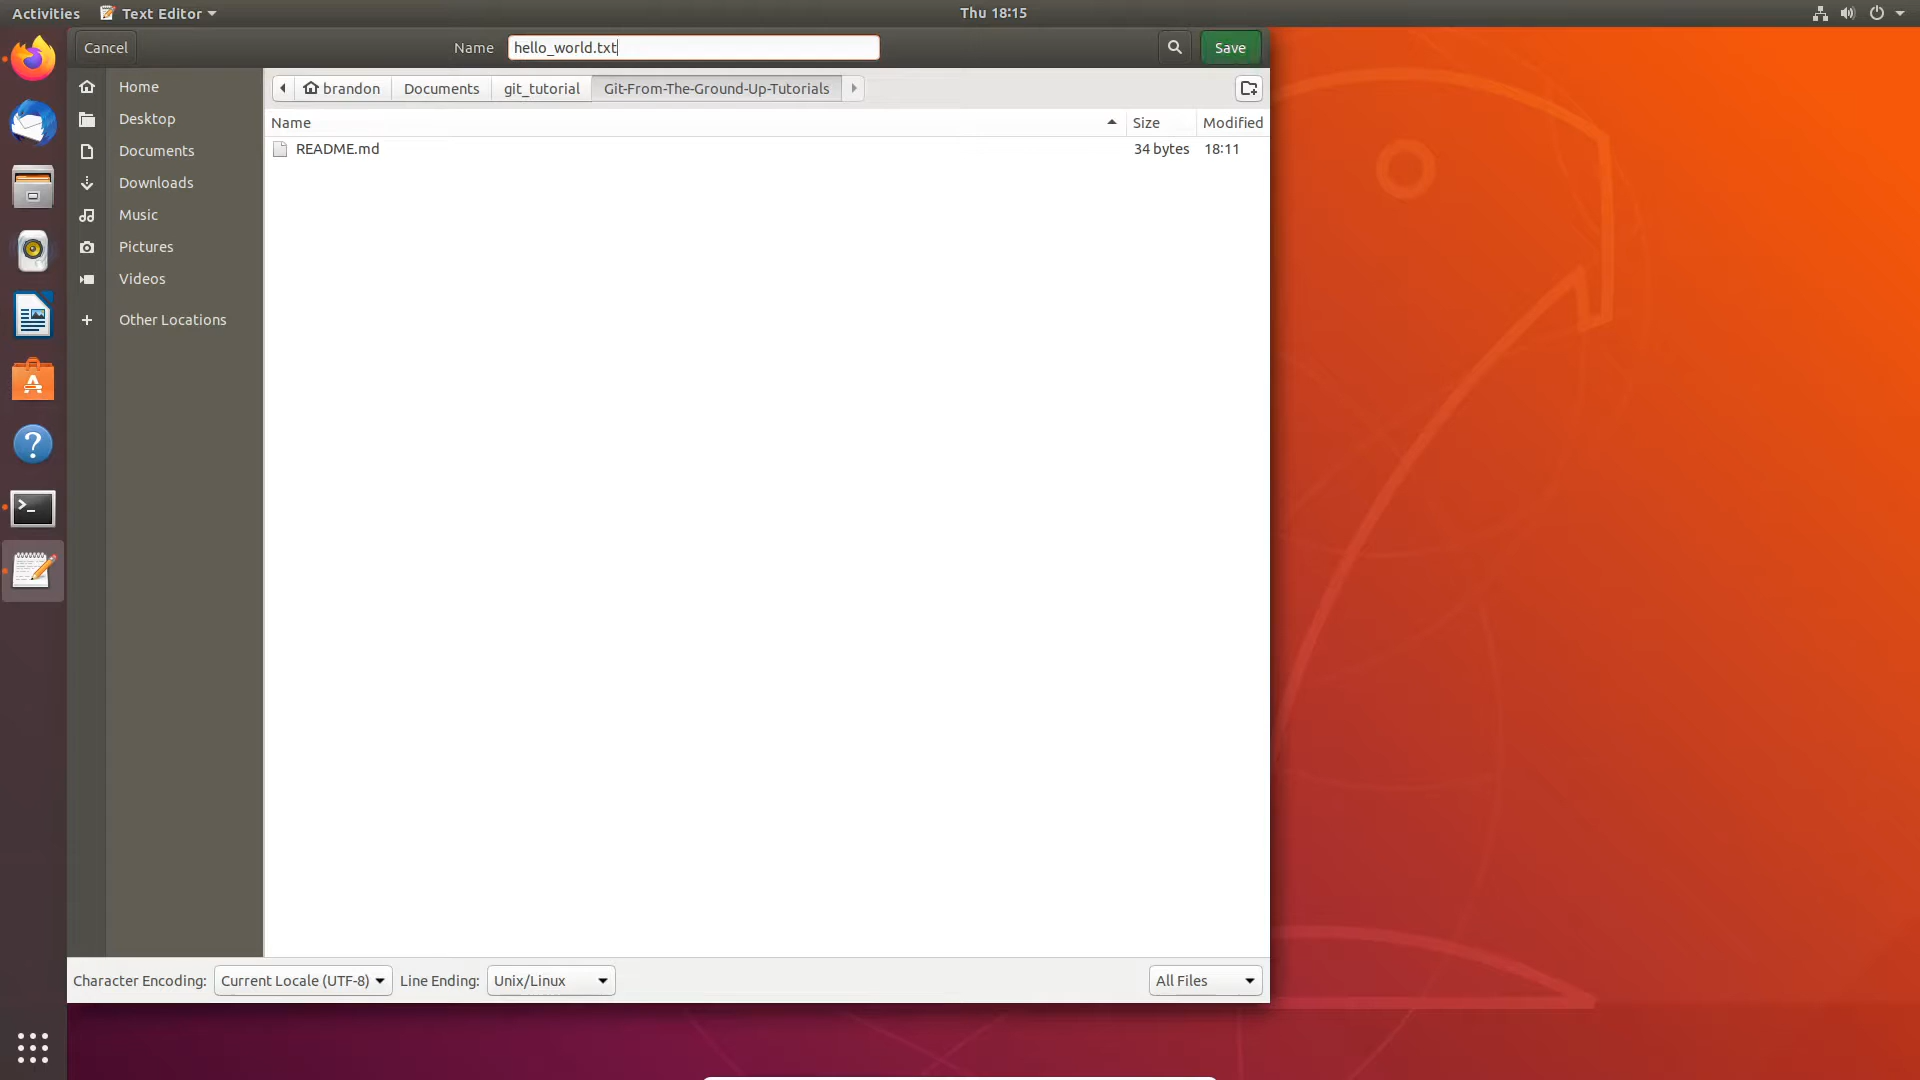 Activities Text Editor Thu 18:15
Cancel Name hello_world.txt Save
Home brandon Documents git_tutorial Git-From-The-Ground-Up-Tutorials
Desktop Name Size Modified
Documents README.md 34 bytes 18:11
Downloads
Music
Pictures
Videos
Other Locations
Character Encoding: Current Locale (UTF-8) Line Ending: Unix/Linux All Files